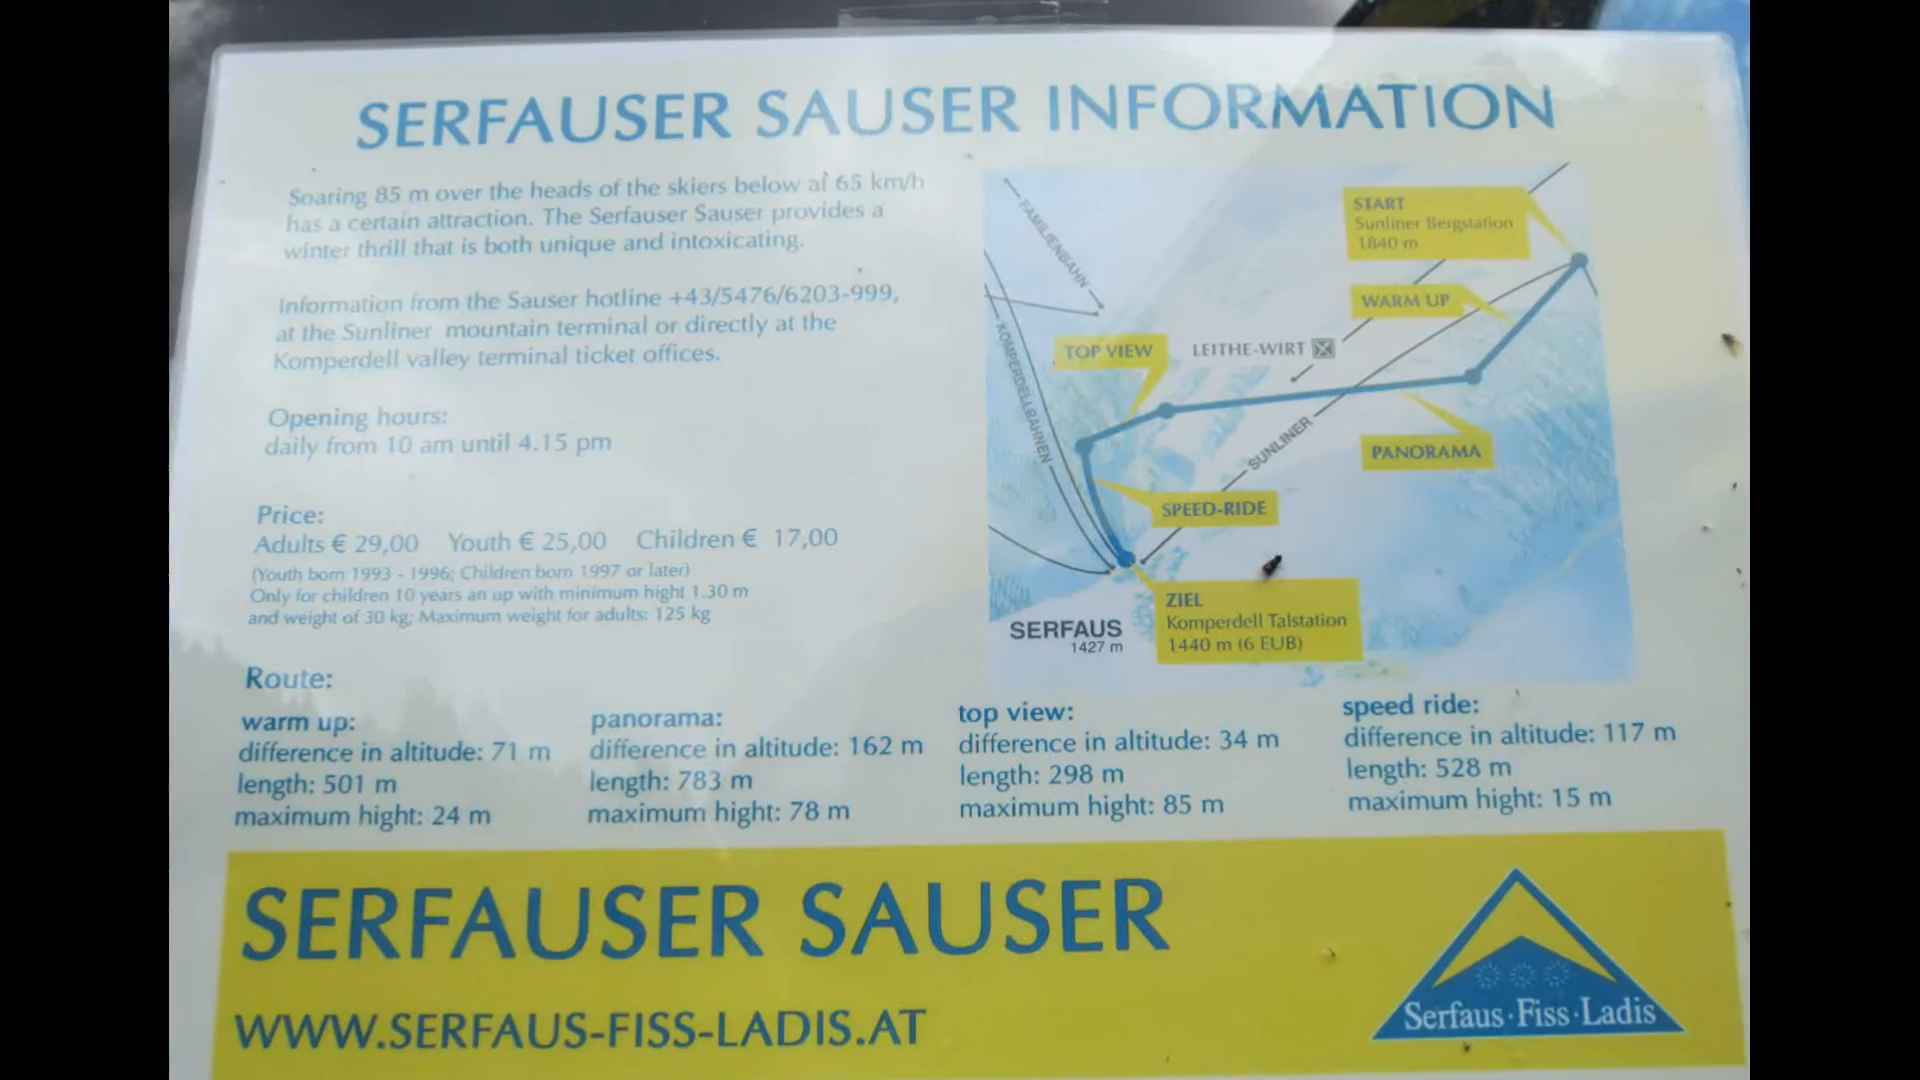 SERFAUSER SAUSER INFORMATION
Soaring 85 m over the heads of the skiers below at 65 km/h
has a certain attraction. The Serfauser Sauser provides a
winter thrill that is both unique and intoxicating.
Information from the Sauser hotline +43/5476/6203-999,
at the Sunliner mountain terminal or directly at the
Komperdell valley terminal ticket offices.
Opening hours:
daily from 10 am until 4.15 pm
Price:
Adults € 29,00 Youth € 25,00 Children € 17,00
(Youth born 1993 - 1996; Children born 1997 or later)
Only for children 10 years an up with minimum hight 1.30 m
and weight of 30 kg; Maximum weight for adults: 125 kg
FAMILIENBAHN
KOMPERDELLBAHNEN
START
Sunliner Bergstation
1840 m
WARM UP
TOP VIEW
LEITHE-WIRT
SUNLINER
PANORAMA
SPEED-RIDE
ZIEL
Komperdell Talstation
1440 m (6 EUB)
SERFAUS
1427 m
Route:
warm up:
difference in altitude: 71 m
length: 501 m
maximum hight: 24 m
panorama:
difference in altitude: 162 m
length: 783 m
maximum hight: 78 m
top view:
difference in altitude: 34 m
length: 298 m
maximum hight: 85 m
speed ride:
difference in altitude: 117 m
length: 528 m
maximum hight: 15 m
SERFAUSER SAUSER
WWW.SERFAUS-FISS-LADIS.AT
Serfaus·Fiss·Ladis